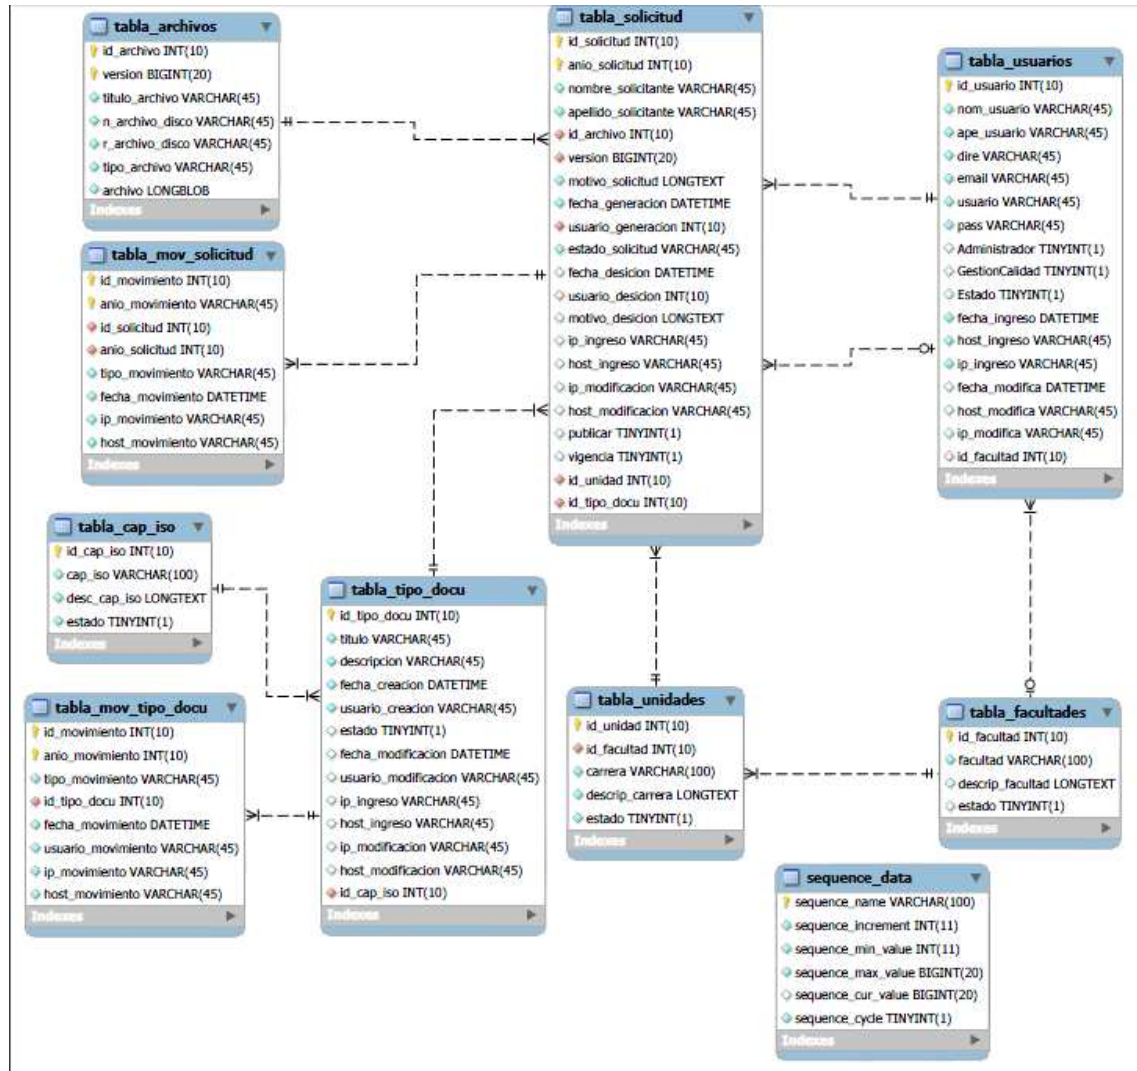 tabla_archivos
id_archivo INT(10)
version BIGINT(20)
titulo_archivo VARCHAR(45)
n_archivo_disco VARCHAR(45)
r_archivo_disco VARCHAR(45)
tipo_archivo VARCHAR(45)
archivo LONGBLOB
Indexes
tabla_mov_solicitud
id_movimiento INT(10)
anio_movimiento VARCHAR(45)
id_solicitud INT(10)
anio_solicitud INT(10)
tipo_movimiento VARCHAR(45)
fecha_movimiento DATETIME
ip_movimiento VARCHAR(45)
host_movimiento VARCHAR(45)
Indexes
tabla_solicitud
id_solicitud INT(10)
anio_solicitud INT(10)
nombre_solicitante VARCHAR(45)
apellido_solicitante VARCHAR(45)
id_archivo INT(10)
version BIGINT(20)
motivo_solicitud LONGTEXT
fecha_generacion DATETIME
usuario_generacion INT(10)
estado_solicitud VARCHAR(45)
fecha_desicion DATETIME
usuario_desicion INT(10)
motivo_desicion LONGTEXT
ip_ingreso VARCHAR(45)
host_ingreso VARCHAR(45)
ip_modificacion VARCHAR(45)
host_modificacion VARCHAR(45)
publicar TINYINT(1)
vigencia TINYINT(1)
id_unidad INT(10)
id_tipo_docu INT(10)
Indexes
tabla_usuarios
id_usuario INT(10)
nom_usuario VARCHAR(45)
ape_usuario VARCHAR(45)
dire VARCHAR(45)
email VARCHAR(45)
usuario VARCHAR(45)
pass VARCHAR(45)
Administrador TINYINT(1)
GestionCalidad TINYINT(1)
Estado TINYINT(1)
fecha_ingreso DATETIME
host_ingreso VARCHAR(45)
ip_ingreso VARCHAR(45)
fecha_modifica DATETIME
host_modifica VARCHAR(45)
ip_modifica VARCHAR(45)
id_facultad INT(10)
Indexes
tabla_cap_iso
id_cap_iso INT(10)
cap_iso VARCHAR(100)
desc_cap_iso LONGTEXT
estado TINYINT(1)
Indexes
tabla_mov_tipo_docu
id_movimiento INT(10)
anio_movimiento INT(10)
tipo_movimiento VARCHAR(45)
id_tipo_docu INT(10)
fecha_movimiento DATETIME
usuario_movimiento VARCHAR(45)
ip_movimiento VARCHAR(45)
host_movimiento VARCHAR(45)
Indexes
tabla_tipo_docu
id_tipo_docu INT(10)
titulo VARCHAR(45)
descripcion VARCHAR(45)
fecha_creacion DATETIME
usuario_creacion VARCHAR(45)
estado TINYINT(1)
fecha_modificacion DATETIME
usuario_modificacion VARCHAR(45)
ip_ingreso VARCHAR(45)
host_ingreso VARCHAR(45)
ip_modificacion VARCHAR(45)
host_modificacion VARCHAR(45)
id_cap_iso INT(10)
Indexes
tabla_unidades
id_unidad INT(10)
id_facultad INT(10)
carrera VARCHAR(100)
descrip_carrera LONGTEXT
estado TINYINT(1)
Indexes
tabla_facultades
id_facultad INT(10)
facultad VARCHAR(100)
descrip_facultad LONGTEXT
estado TINYINT(1)
Indexes
sequence_data
sequence_name VARCHAR(100)
sequence_increment INT(11)
sequence_min_value INT(11)
sequence_max_value BIGINT(20)
sequence_cur_value BIGINT(20)
sequence_cycle TINYINT(1)
Indexes